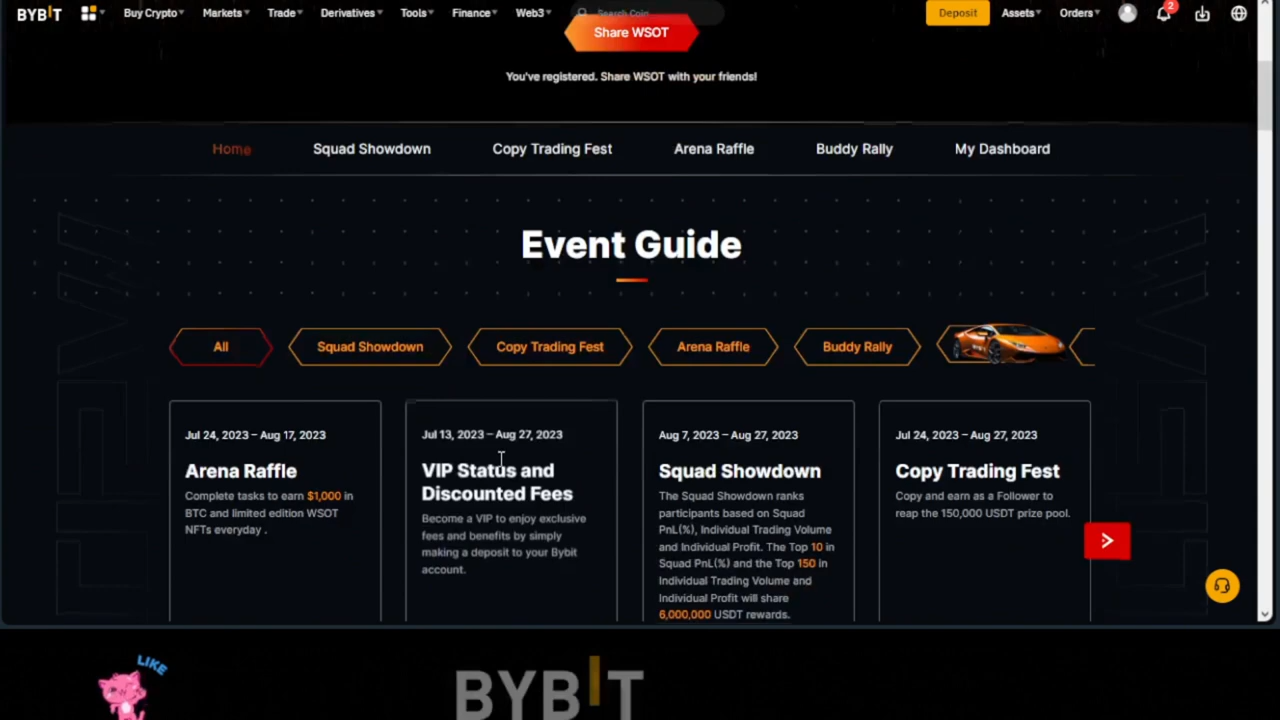 BYBIT Buy Crypto Markets Trade Derivatives Tools Finance Web3 Search Coin Deposit Assets Orders 2
Share WSOT
You've registered. Share WSOT with your friends!
Home Squad Showdown Copy Trading Fest Arena Raffle Buddy Rally My Dashboard
Event Guide
All Squad Showdown Copy Trading Fest Arena Raffle Buddy Rally
Jul 24, 2023 – Aug 17, 2023
Arena Raffle
Complete tasks to earn $1,000 in
BTC and limited edition WSOT
NFTs everyday .
Jul 13, 2023 – Aug 27, 2023
VIP Status and
Discounted Fees
Become a VIP to enjoy exclusive
fees and benefits by simply
making a deposit to your Bybit
account.
Aug 7, 2023 – Aug 27, 2023
Squad Showdown
The Squad Showdown ranks
participants based on Squad
PnL(%), Individual Trading Volume
and Individual Profit. The Top 10 in
Squad PnL(%) and the Top 150 in
Individual Trading Volume and
Individual Profit will share
6,000,000 USDT rewards.
Jul 24, 2023 – Aug 27, 2023
Copy Trading Fest
Copy and earn as a Follower to
reap the 150,000 USDT prize pool.
LIKE
BYBIT